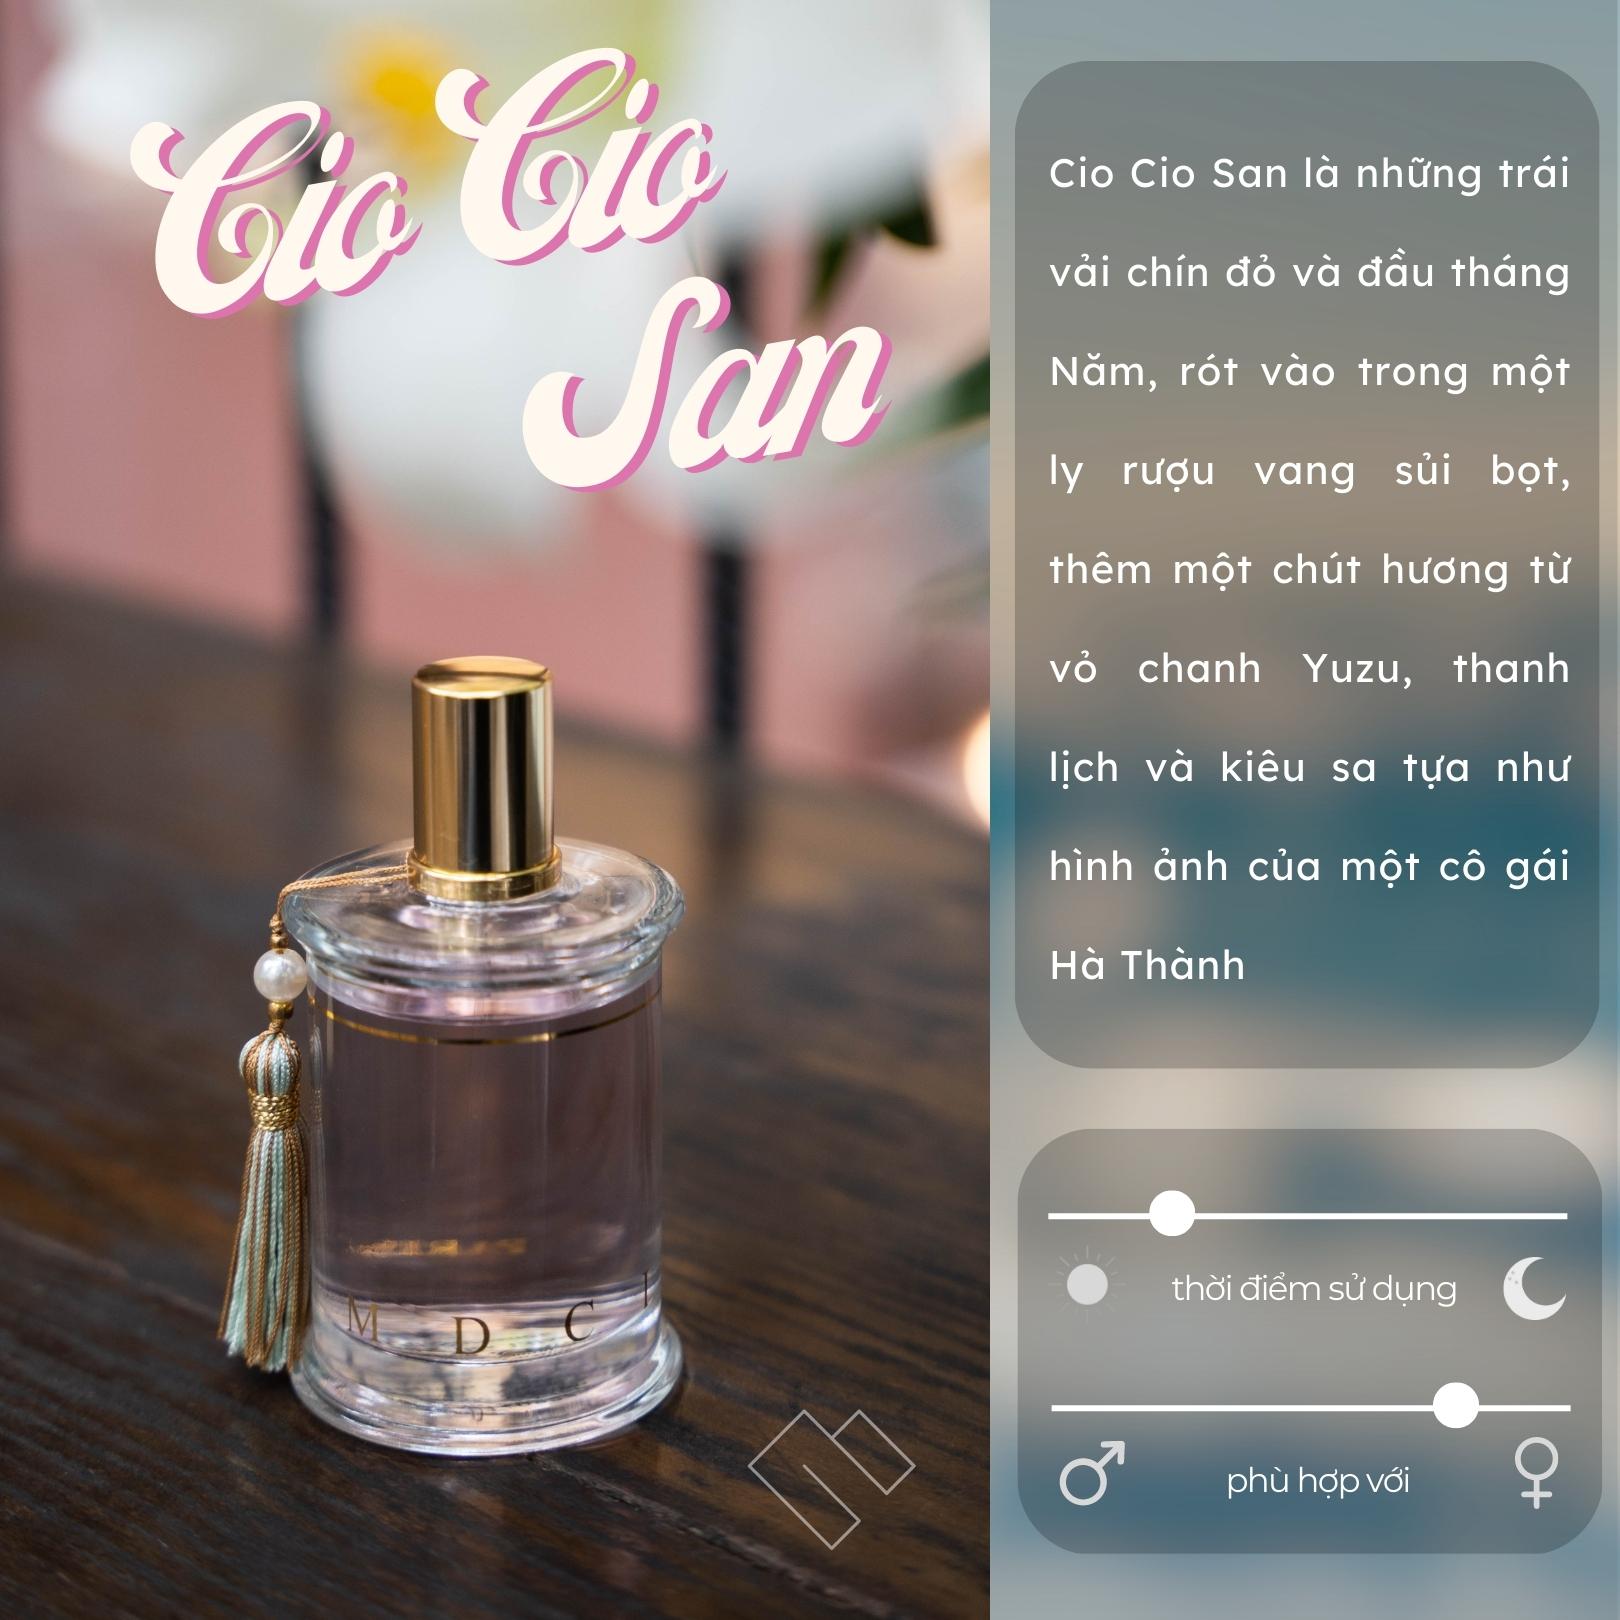 Cio Cio
San
Cio Cio San là những trái
vải chín đỏ và đầu tháng
Năm, rót vào trong một
ly rượu vang sủi bọt,
thêm một chút hương từ
vỏ chanh Yuzu, thanh
lịch và kiêu sa tựa như
hình ảnh của một cô gái
Hà Thành
M D C I
thời điểm sử dụng
phù hợp với